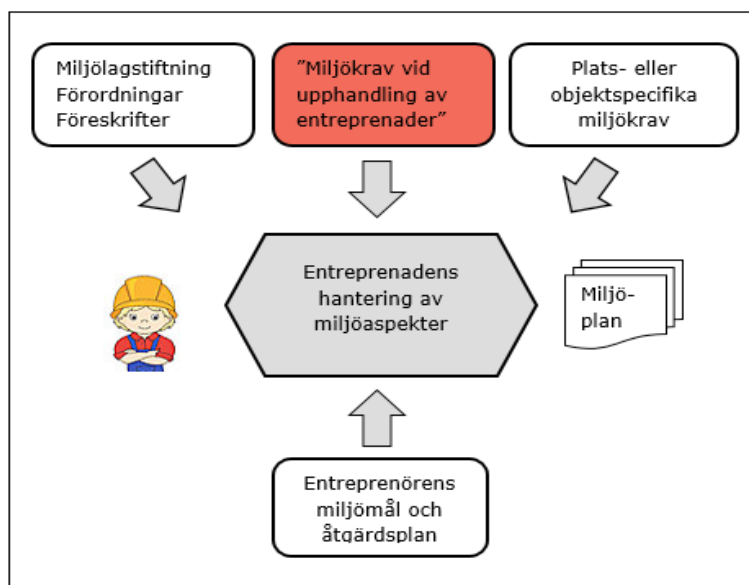 Miljölagstiftning
Förordningar
Föreskrifter
”Miljökrav vid
upphandling av
entreprenader”
Plats- eller
objektspecifika
miljökrav
Entreprenadens
hantering av
miljöaspekter
Miljö-
plan
Entreprenörens
miljömål och
åtgärdsplan